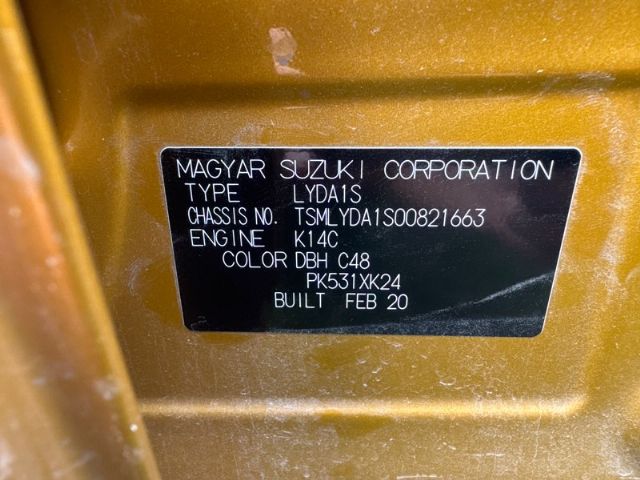 MAGYAR SUZUKI CORPORATION
TYPE LYDA1S
CHASSIS NO. TSMLYDA1S00821663
ENGINE K14C
COLOR DBH C48
PK531XK24
BUILT FEB 20